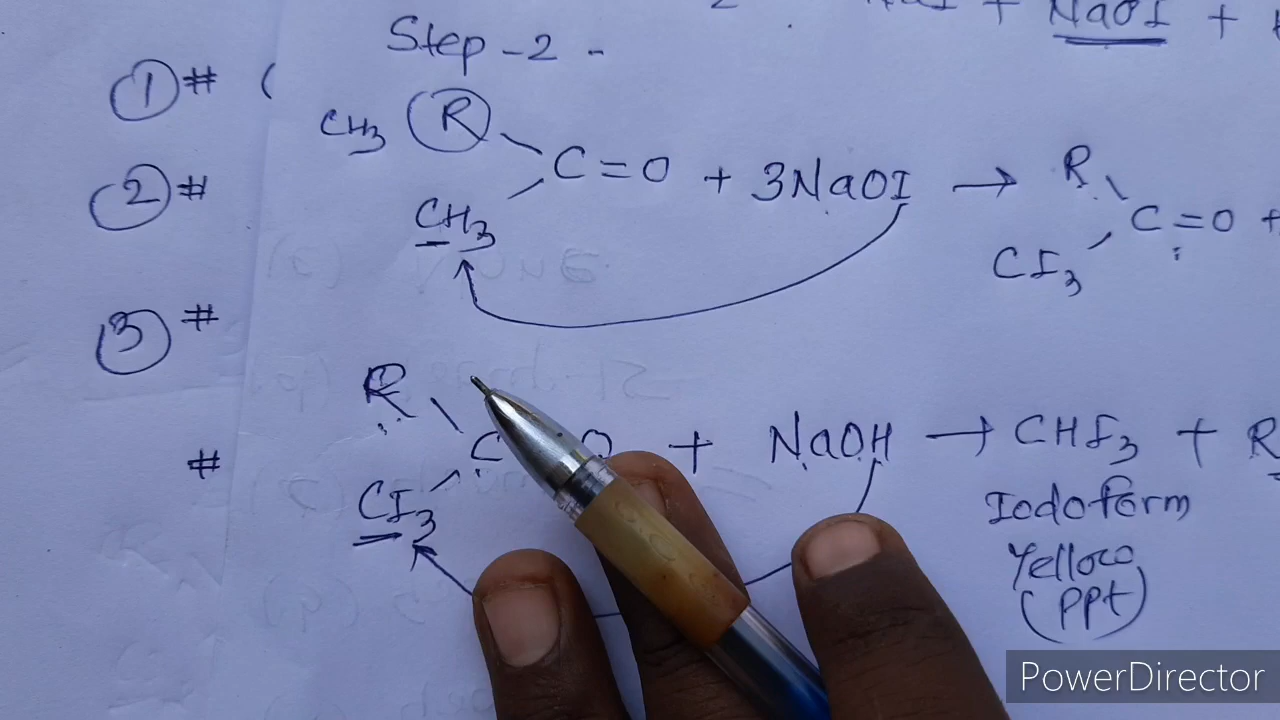 NaOI +
Step-2 -
① # (
CH3 R
C=O + 3NaOI → R
② #
CH3
C=O +
CI3
③ #
R
C O + NaOH → CHI3 + R
#
CI3
Iodoform
Yellow
(PPt)
PowerDirector